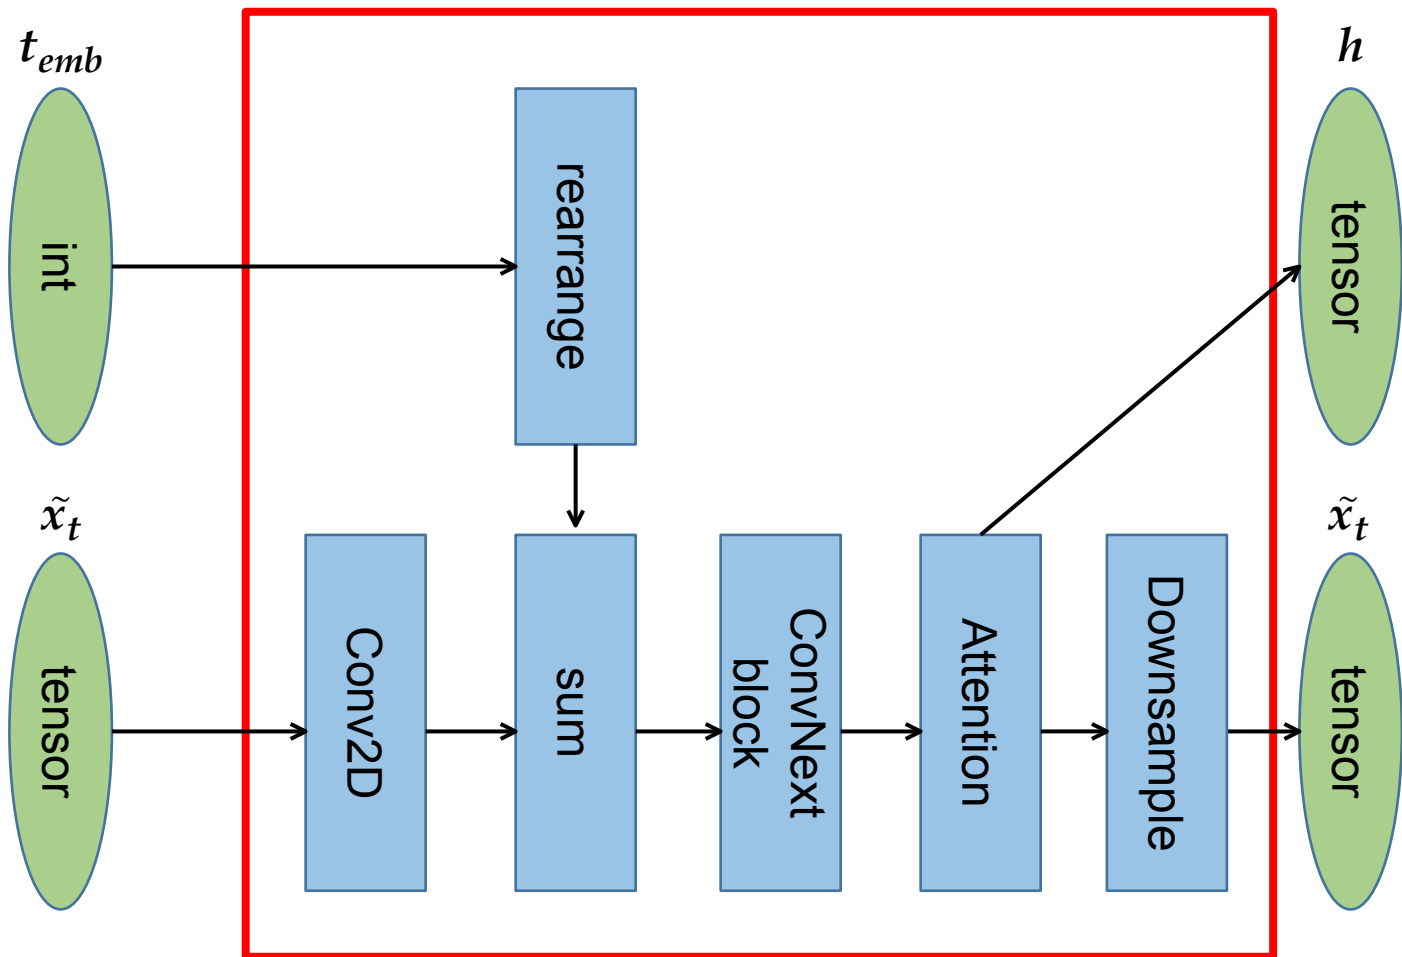 t_emb
h
int
rearrange
tensor
x̃_t
x̃_t
tensor
Conv2D
sum
ConvNext
block
Attention
Downsample
tensor